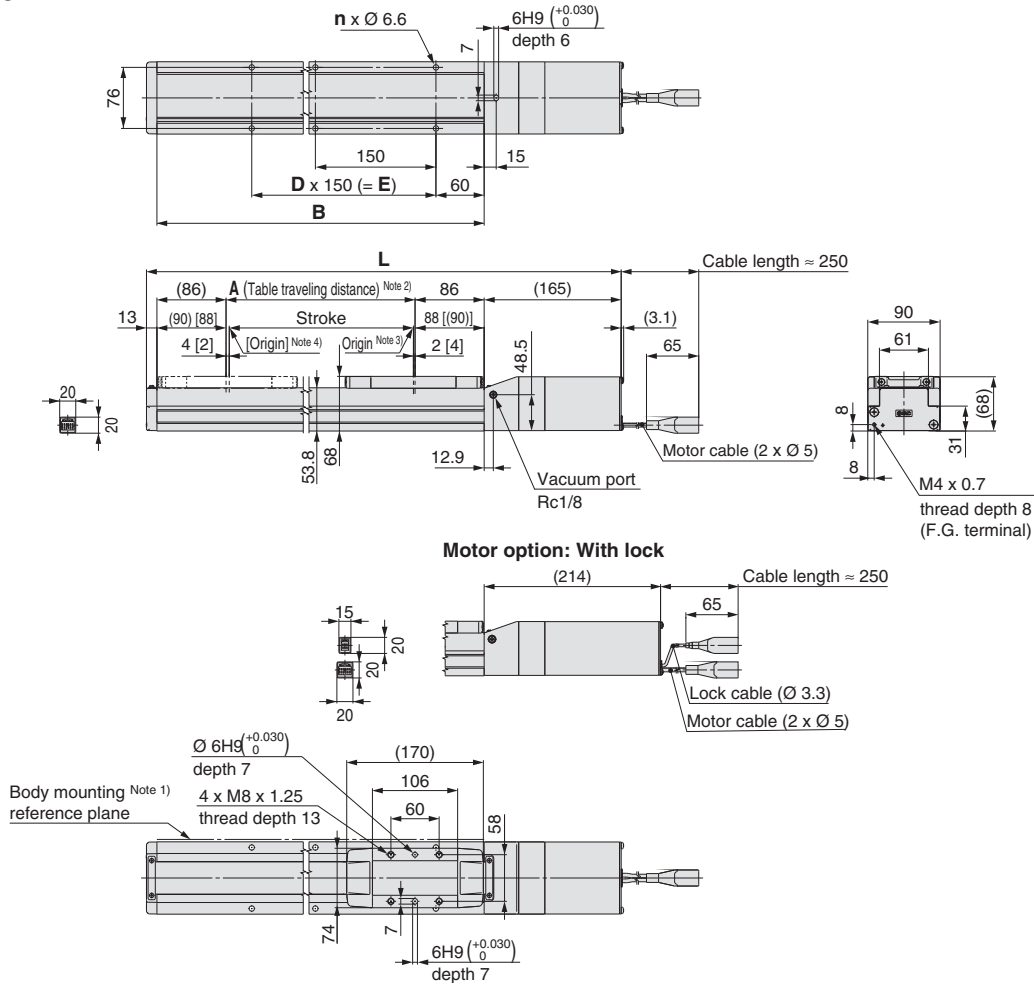 n x Ø 6.6
6H9 (+0.030 0)
depth 6
7
76
150
15
D x 150 (= E)
60
B
L
Cable length ≈ 250
(86)
A (Table traveling distance) Note 2)
86
(165)
13
(90) [88]
Stroke
88 [(90)]
(3.1)
4 [2]
[Origin] Note 4)
Origin Note 3)
2 [4]
48.5
65
90
61
20
20
53.8
68
12.9
Vacuum port
Rc1/8
Motor cable (2 x Ø 5)
8
8
31
(68)
M4 x 0.7
thread depth 8
(F.G. terminal)
Motor option: With lock
(214)
Cable length ≈ 250
15
65
20
20
20
Lock cable (Ø 3.3)
Motor cable (2 x Ø 5)
Ø 6H9 (+0.030 0)
depth 7
(170)
Body mounting Note 1)
reference plane
4 x M8 x 1.25
thread depth 13
106
60
58
74
7
6H9 (+0.030 0)
depth 7